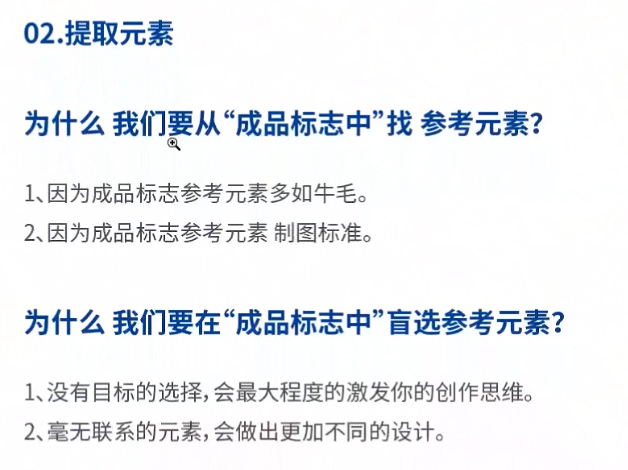 02.提取元素
为什么 我们要从“成品标志中”找 参考元素？
1、因为成品标志参考元素多如牛毛。
2、因为成品标志参考元素 制图标准。
为什么 我们要在“成品标志中”盲选参考元素？
1、没有目标的选择，会最大程度的激发你的创作思维。
2、毫无联系的元素，会做出更加不同的设计。